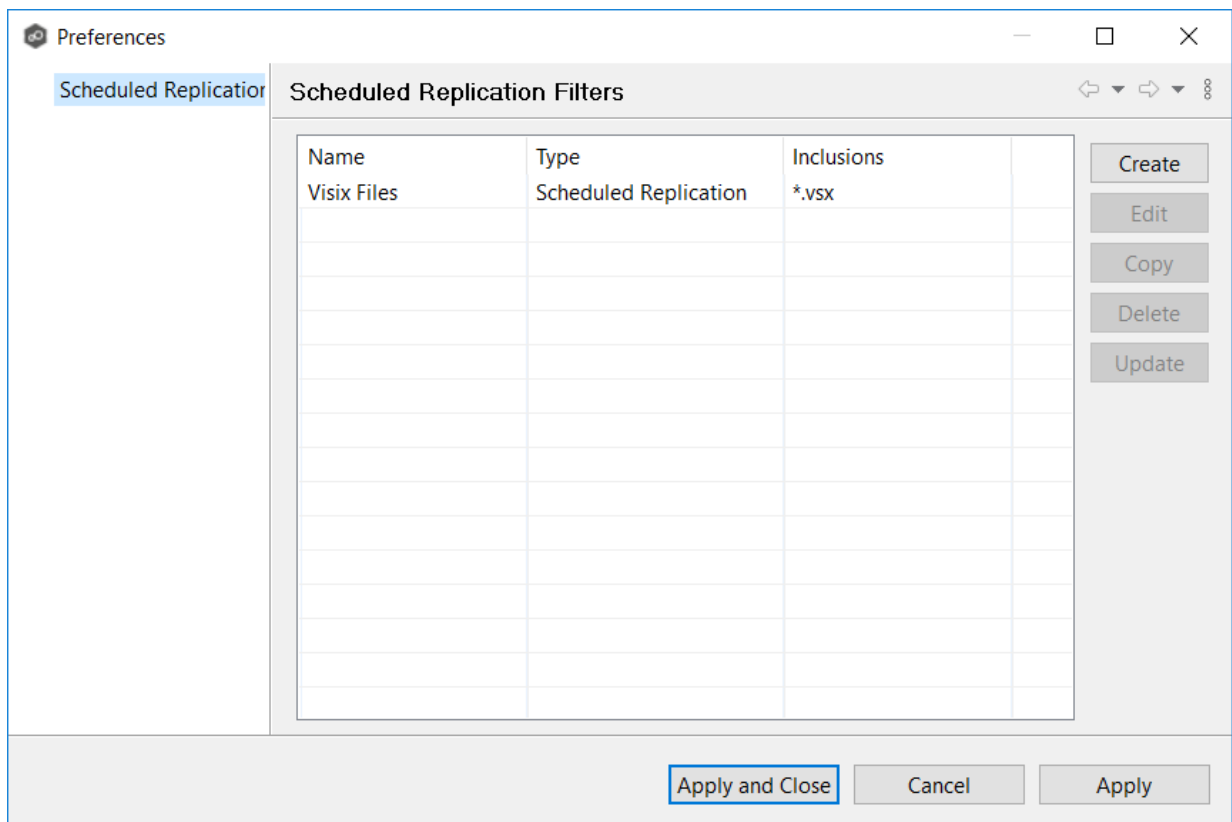 Preferences
Scheduled Replication
Scheduled Replication Filters
Name Type Inclusions
Visix Files Scheduled Replication *.vsx
Create
Edit
Copy
Delete
Update
Apply and Close Cancel Apply